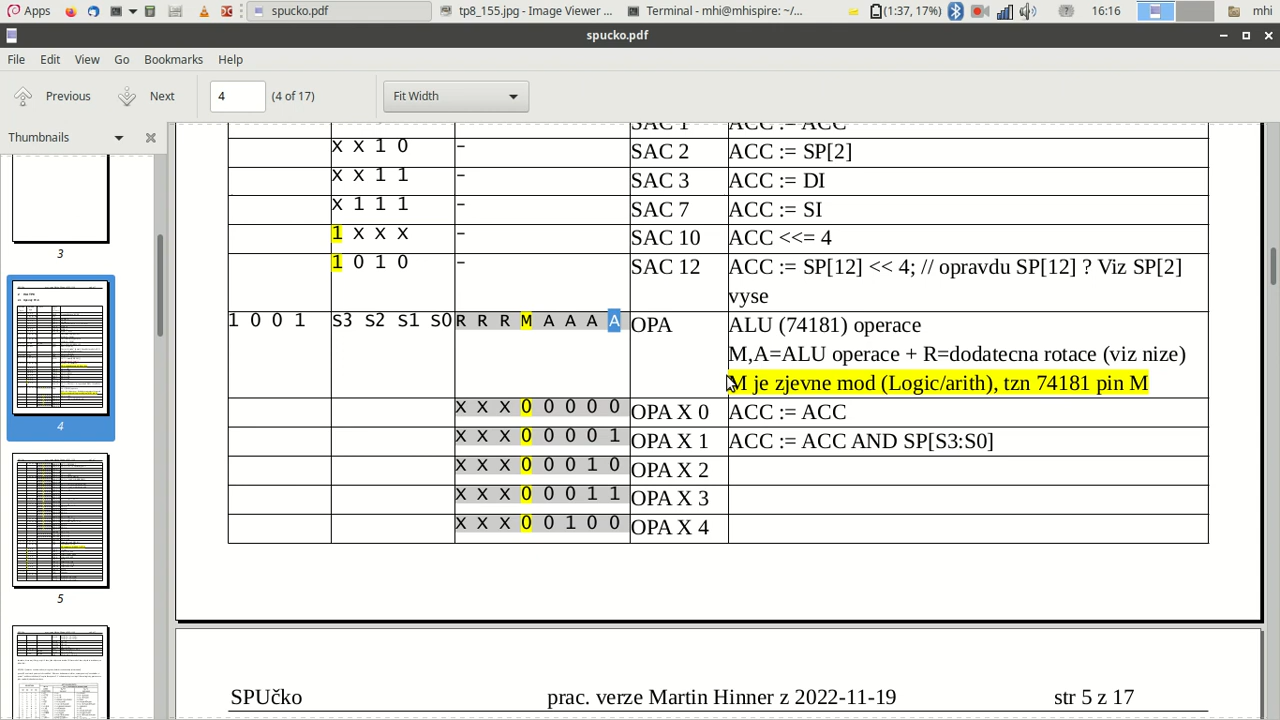 Apps
spucko.pdf
tp8_155.jpg - Image Viewer ...
Terminal - mhi@mhispire: ~/...
(1:37, 17%)
16:16
mhi
spucko.pdf
File Edit View Go Bookmarks Help
Previous Next 4 (4 of 17) Fit Width
Thumbnails
3
4
5
SAC 1 ACC := ACC
x x 1 0 – SAC 2 ACC := SP[2]
x x 1 1 – SAC 3 ACC := DI
x 1 1 1 – SAC 7 ACC := SI
1 x x x – SAC 10 ACC <<= 4
1 0 1 0 – SAC 12 ACC := SP[12] << 4; // opravdu SP[12] ? Viz SP[2]
vyse
1 0 0 1 S3 S2 S1 S0 R R R M A A A A OPA ALU (74181) operace
M,A=ALU operace + R=dodatecna rotace (viz nize)
M je zjevne mod (Logic/arith), tzn 74181 pin M
X X X 0 0 0 0 0 OPA X 0 ACC := ACC
X X X 0 0 0 0 1 OPA X 1 ACC := ACC AND SP[S3:S0]
X X X 0 0 0 1 0 OPA X 2
X X X 0 0 0 1 1 OPA X 3
X X X 0 0 1 0 0 OPA X 4
SPUčko prac. verze Martin Hinner z 2022-11-19 str 5 z 17